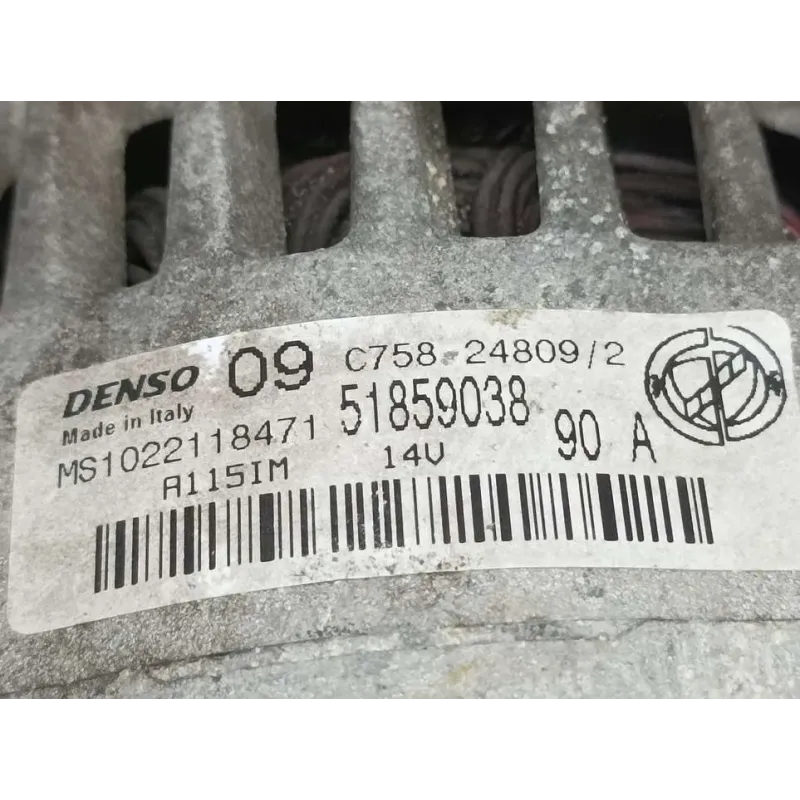 DENSO 09 C758-24809/2
Made in Italy 51859038
MS1022118471 14V 90 A
A115IM